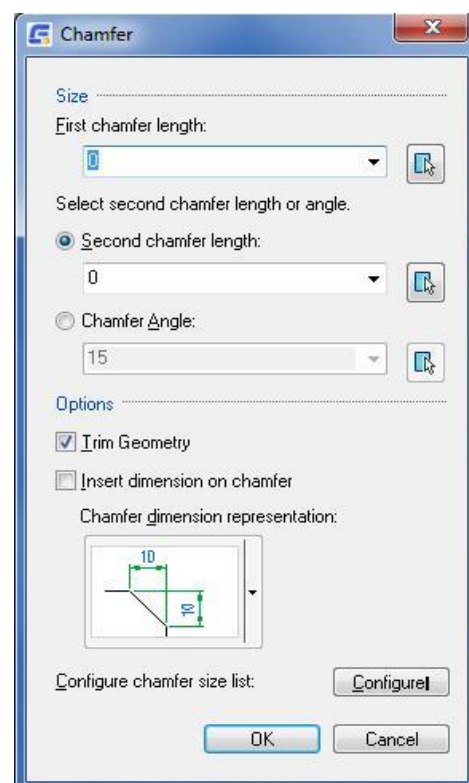 Chamfer
Size
First chamfer length:
0
Select second chamfer length or angle.
Second chamfer length:
0
Chamfer Angle:
15
Options
Trim Geometry
Insert dimension on chamfer
Chamfer dimension representation:
10
10
Configure chamfer size list:
Configure
OK
Cancel